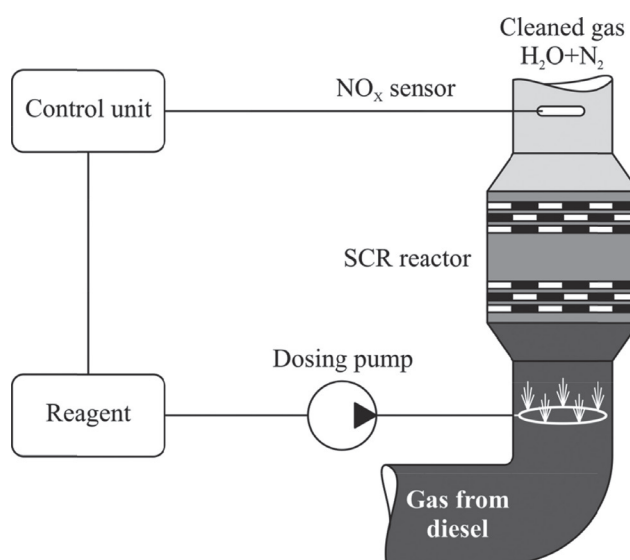 Cleaned gas
H₂O+N₂
Control unit
NOₓ sensor
SCR reactor
Dosing pump
Reagent
Gas from
diesel